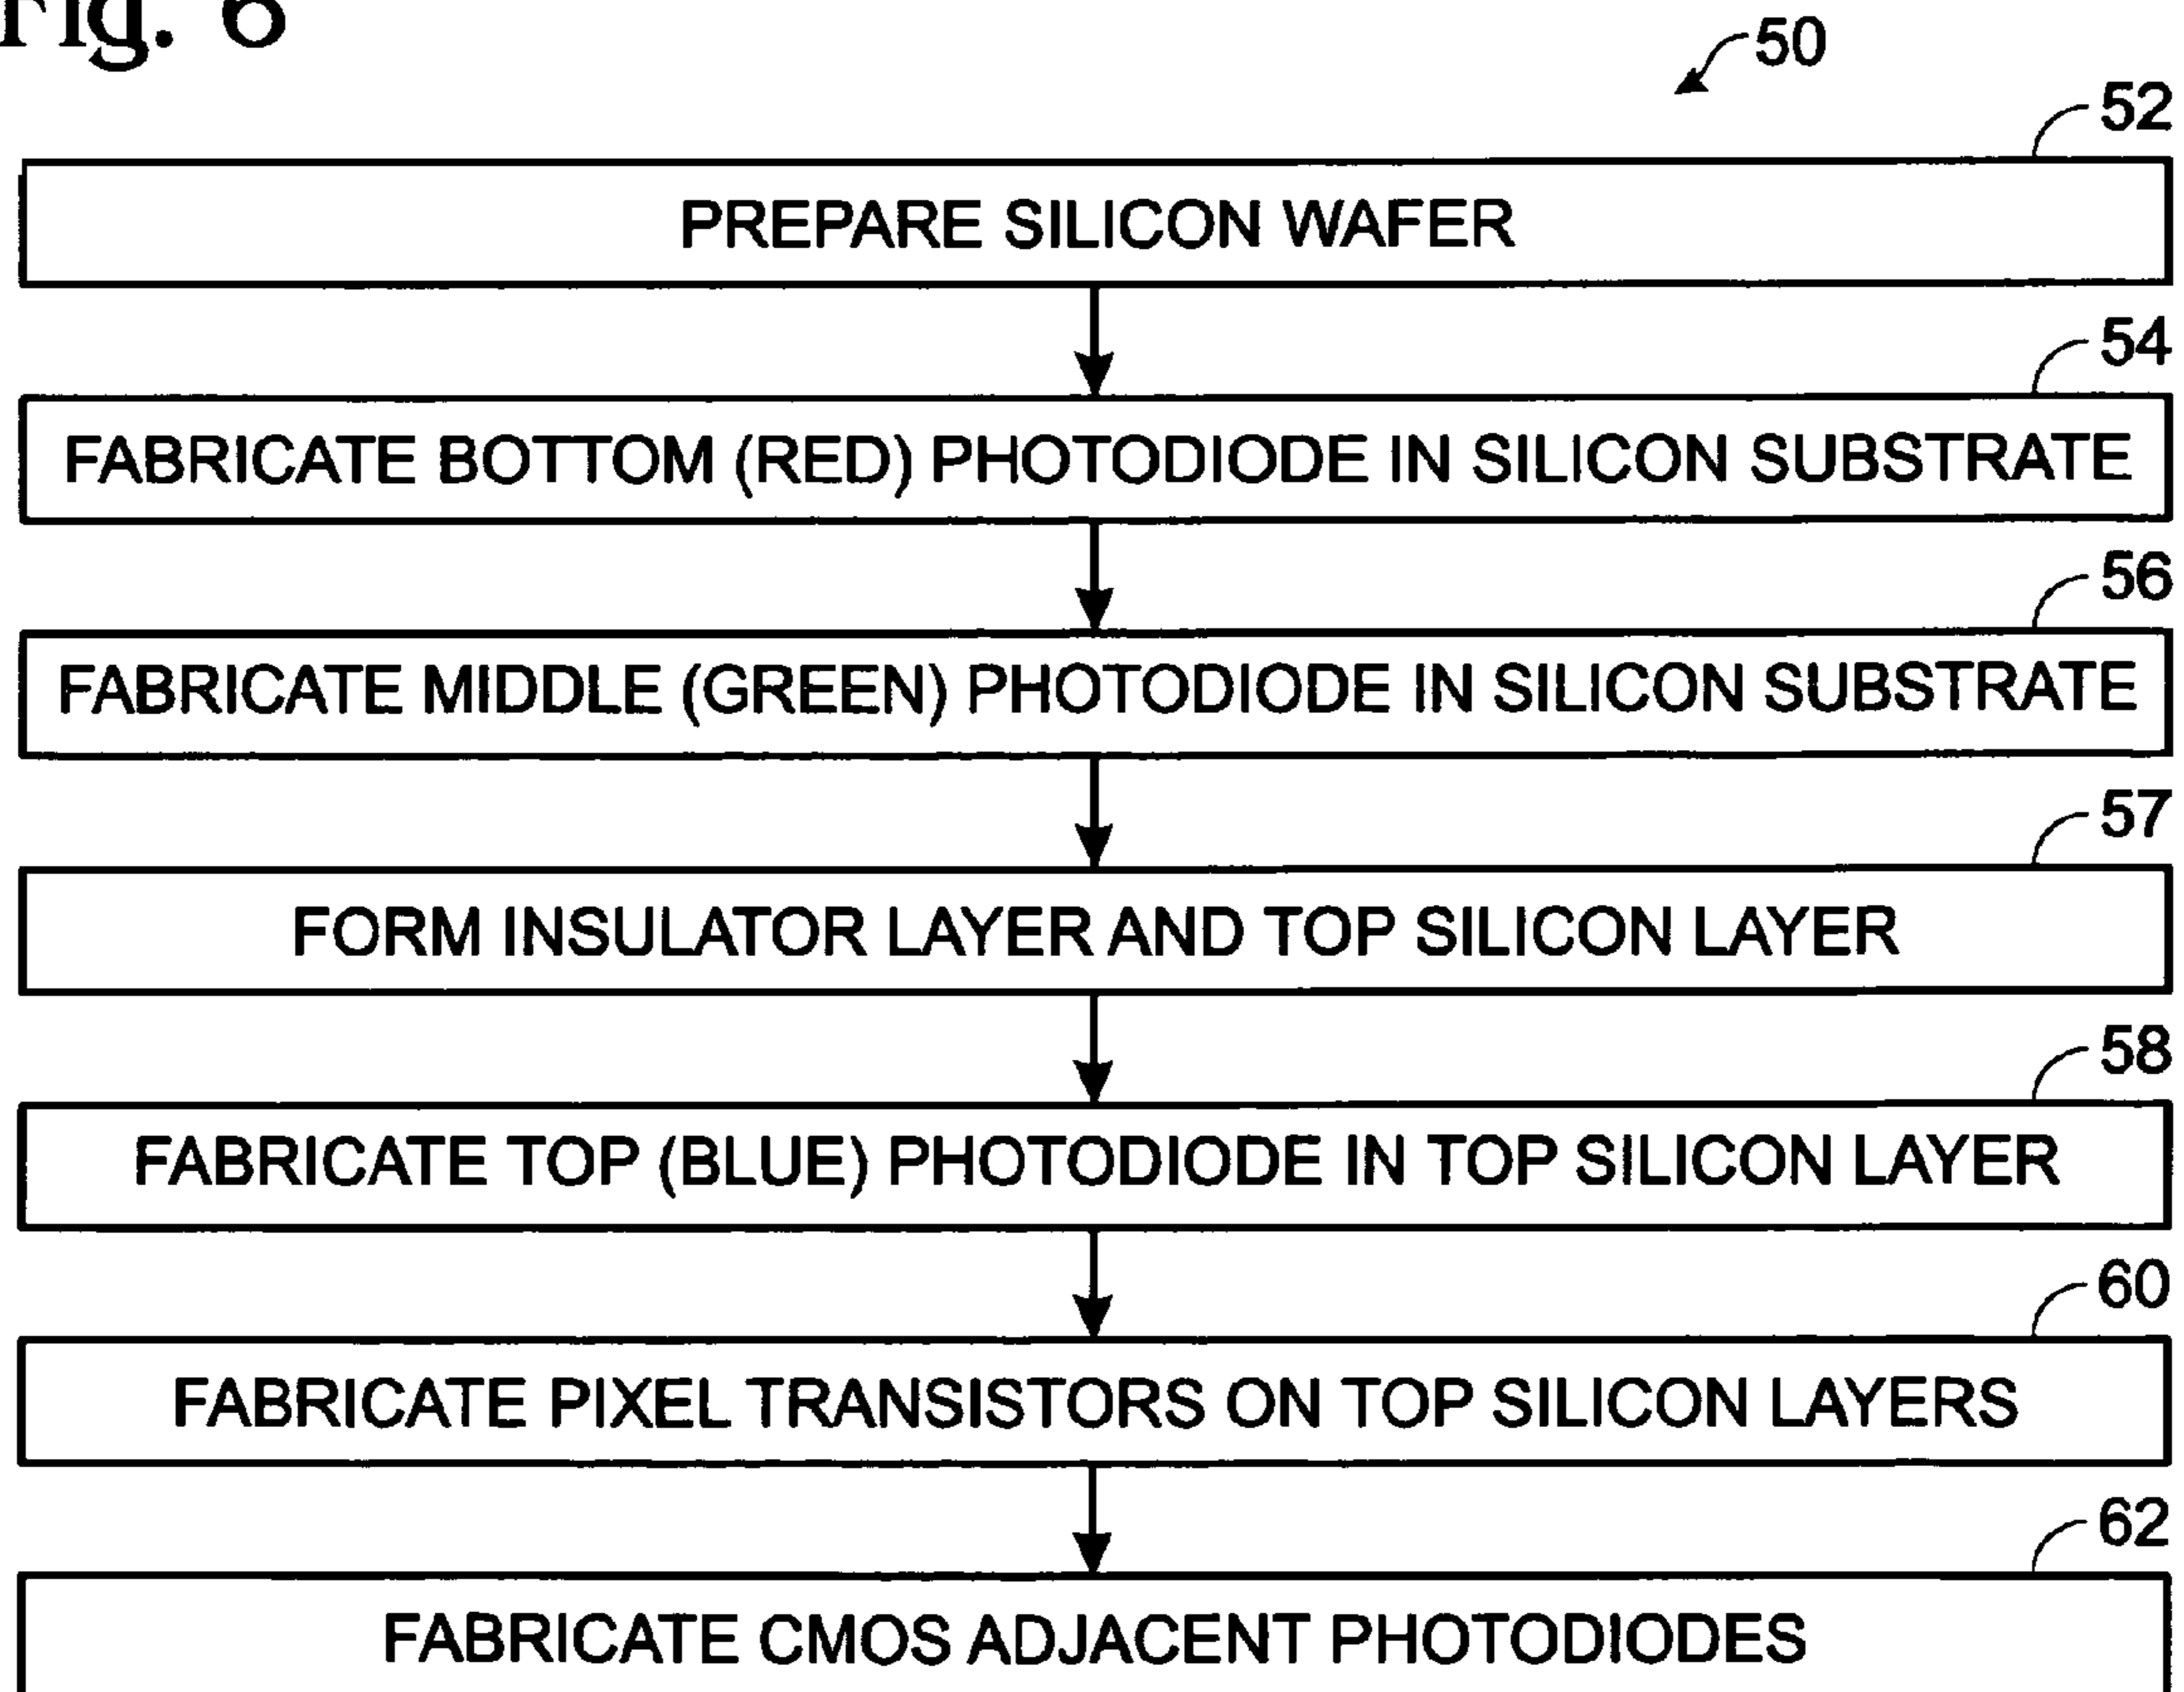 Fig. 6
50
52
PREPARE SILICON WAFER
54
FABRICATE BOTTOM (RED) PHOTODIODE IN SILICON SUBSTRATE
56
FABRICATE MIDDLE (GREEN) PHOTODIODE IN SILICON SUBSTRATE
57
FORM INSULATOR LAYER AND TOP SILICON LAYER
58
FABRICATE TOP (BLUE) PHOTODIODE IN TOP SILICON LAYER
60
FABRICATE PIXEL TRANSISTORS ON TOP SILICON LAYERS
62
FABRICATE CMOS ADJACENT PHOTODIODES